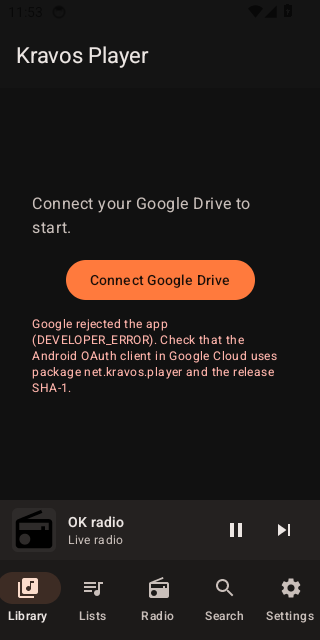 11:53
Kravos Player
Connect your Google Drive to
start.
Connect Google Drive
Google rejected the app
(DEVELOPER_ERROR). Check that the
Android OAuth client in Google Cloud uses
package net.kravos.player and the release
SHA-1.
OK radio
Live radio
Library Lists Radio Search Settings